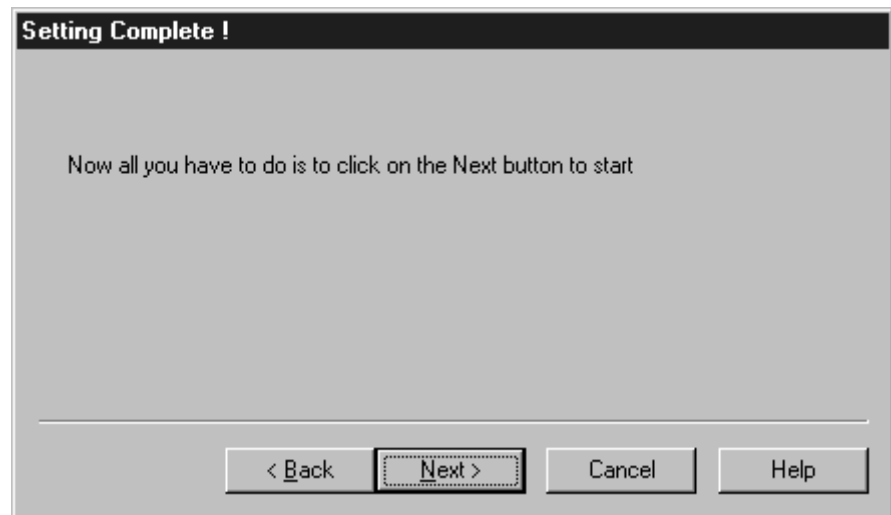 Setting Complete !
Now all you have to do is to click on the Next button to start
< Back Next > Cancel Help